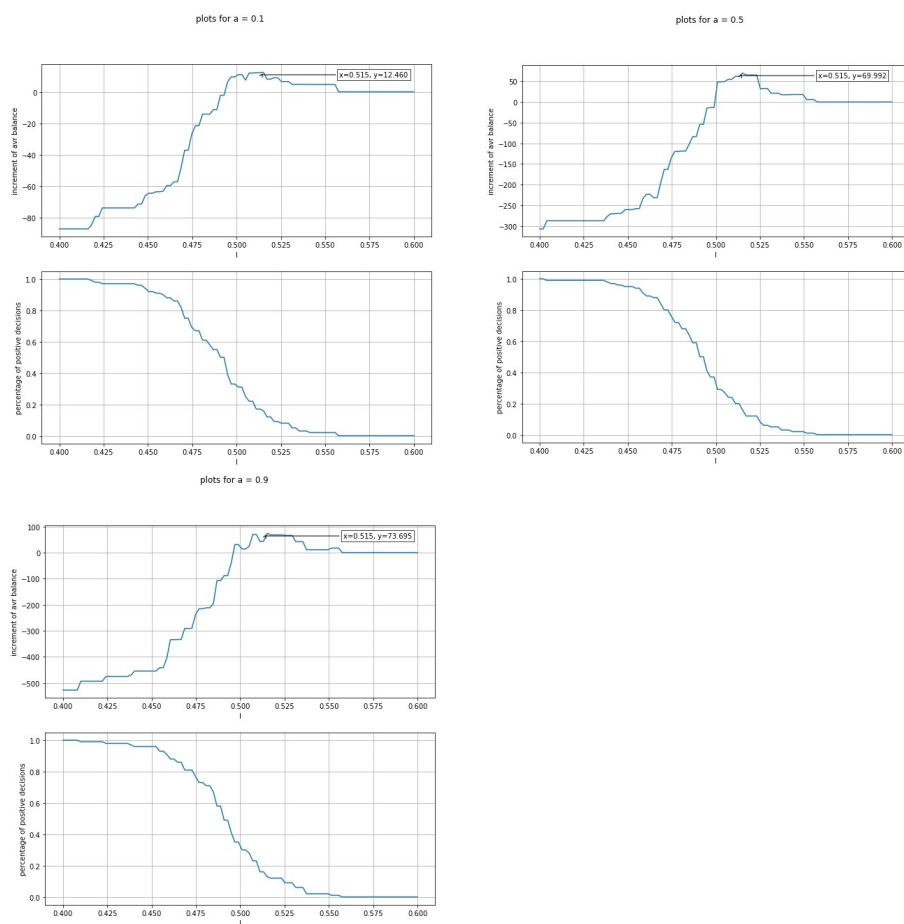 plots for a = 0.1
x=0.515, y=12.460
increment of avr balance
0
−20
−40
−60
−80
0.400 0.425 0.450 0.475 0.500 0.525 0.550 0.575 0.600
l
percentage of positive decisions
1.0
0.8
0.6
0.4
0.2
0.0
0.400 0.425 0.450 0.475 0.500 0.525 0.550 0.575 0.600
l
plots for a = 0.5
x=0.515, y=69.992
increment of avr balance
50
0
−50
−100
−150
−200
−250
−300
0.400 0.425 0.450 0.475 0.500 0.525 0.550 0.575 0.600
l
percentage of positive decisions
1.0
0.8
0.6
0.4
0.2
0.0
0.400 0.425 0.450 0.475 0.500 0.525 0.550 0.575 0.600
l
plots for a = 0.9
x=0.515, y=73.695
increment of avr balance
100
0
−100
−200
−300
−400
−500
0.400 0.425 0.450 0.475 0.500 0.525 0.550 0.575 0.600
l
percentage of positive decisions
1.0
0.8
0.6
0.4
0.2
0.0
0.400 0.425 0.450 0.475 0.500 0.525 0.550 0.575 0.600
l